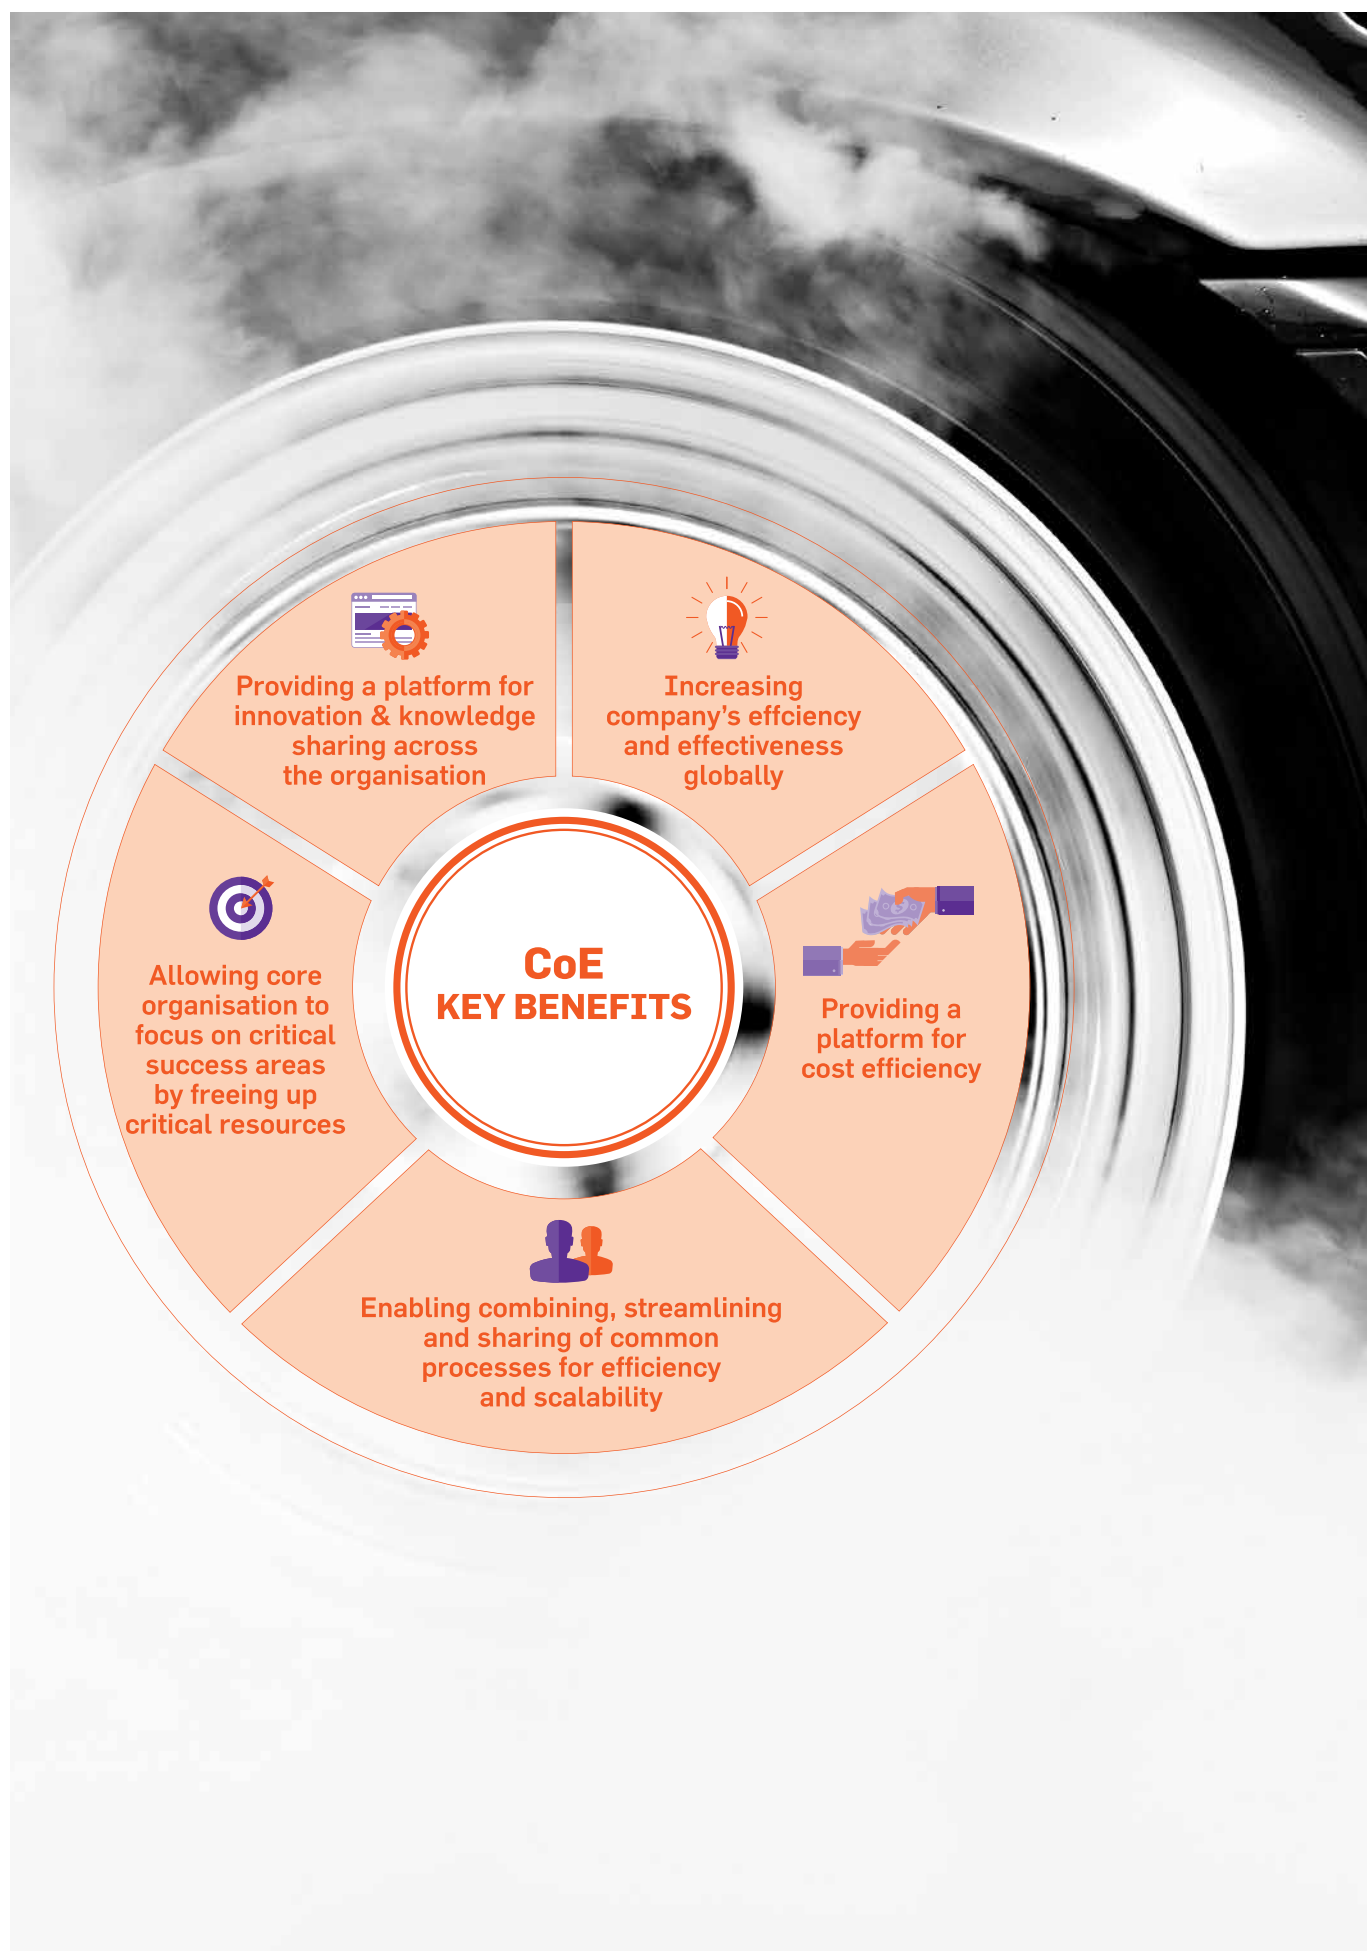 Providing a platform for
innovation & knowledge
sharing across
the organisation
Increasing
company's effciency
and effectiveness
globally
Allowing core
organisation to
focus on critical
success areas
by freeing up
critical resources
CoE
KEY BENEFITS
Providing a
platform for
cost efficiency
Enabling combining, streamlining
and sharing of common
processes for efficiency
and scalability